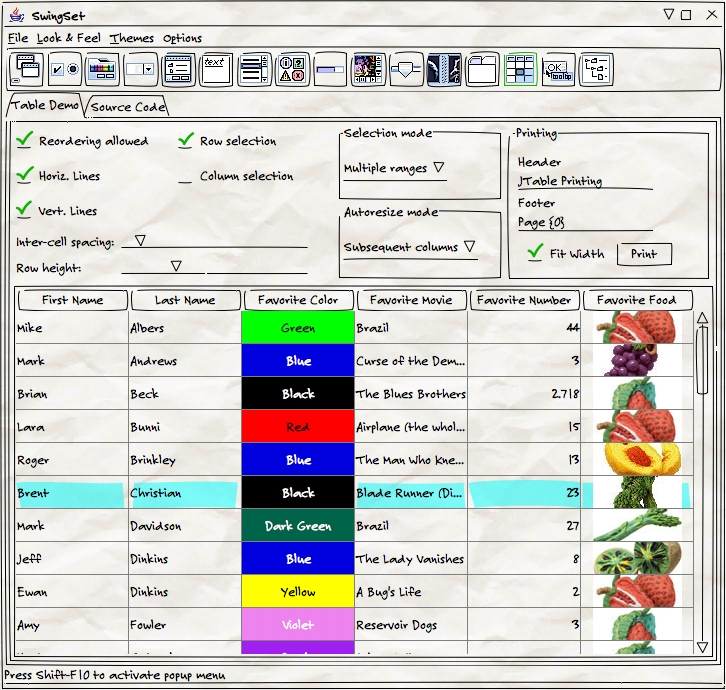 SwingSet
File Look & Feel Themes Options
text
OK
tooltip
Table Demo Source Code
Reordering allowed Row selection
Horiz. Lines Column selection
Vert. Lines
Inter-cell spacing:
Row height:
Selection mode
Multiple ranges
Autoresize mode
Subsequent columns
Printing
Header
JTable Printing
Footer
Page {0}
Fit Width Print
First Name Last Name Favorite Color Favorite Movie Favorite Number Favorite Food
Mike Albers Green Brazil 44
Mark Andrews Blue Curse of the Dem... 3
Brian Beck Black The Blues Brothers 2.718
Lara Bunni Red Airplane (the whol... 15
Roger Brinkley Blue The Man Who Kne... 13
Brent Christian Black Blade Runner (Di... 23
Mark Davidson Dark Green Brazil 27
Jeff Dinkins Blue The Lady Vanishes 8
Ewan Dinkins Yellow A Bug's Life 2
Amy Fowler Violet Reservoir Dogs 3
Press Shift-F10 to activate popup menu